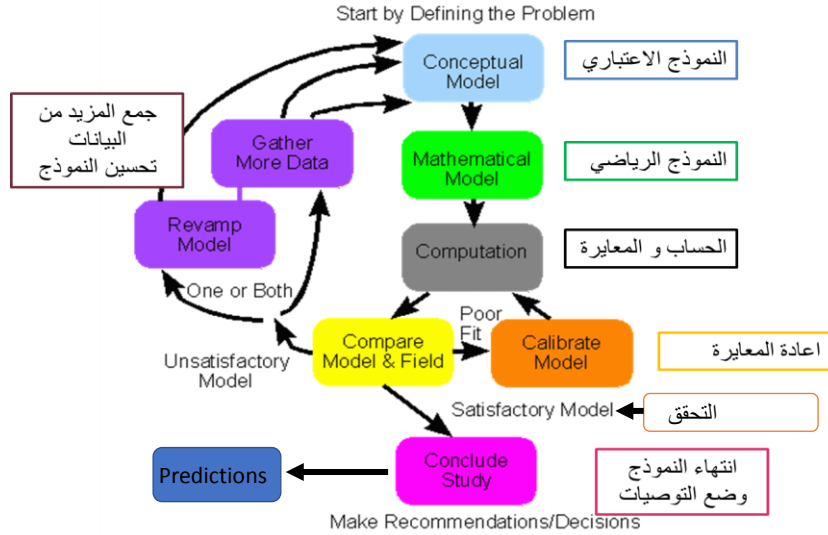 Start by Defining the Problem
Conceptual
Model
النموذج الاعتباري
جمع المزيد من
البيانات
تحسين النموذج
Gather
More Data
Mathematical
Model
النموذج الرياضي
Revamp
Model
Computation
الحساب و المعايرة
One or Both
Poor
Fit
Unsatisfactory
Model
Compare
Model & Field
Calibrate
Model
اعادة المعايرة
Satisfactory Model
التحقق
Predictions
Conclude
Study
انتهاء النموذج
وضع التوصيات
Make Recommendations/Decisions